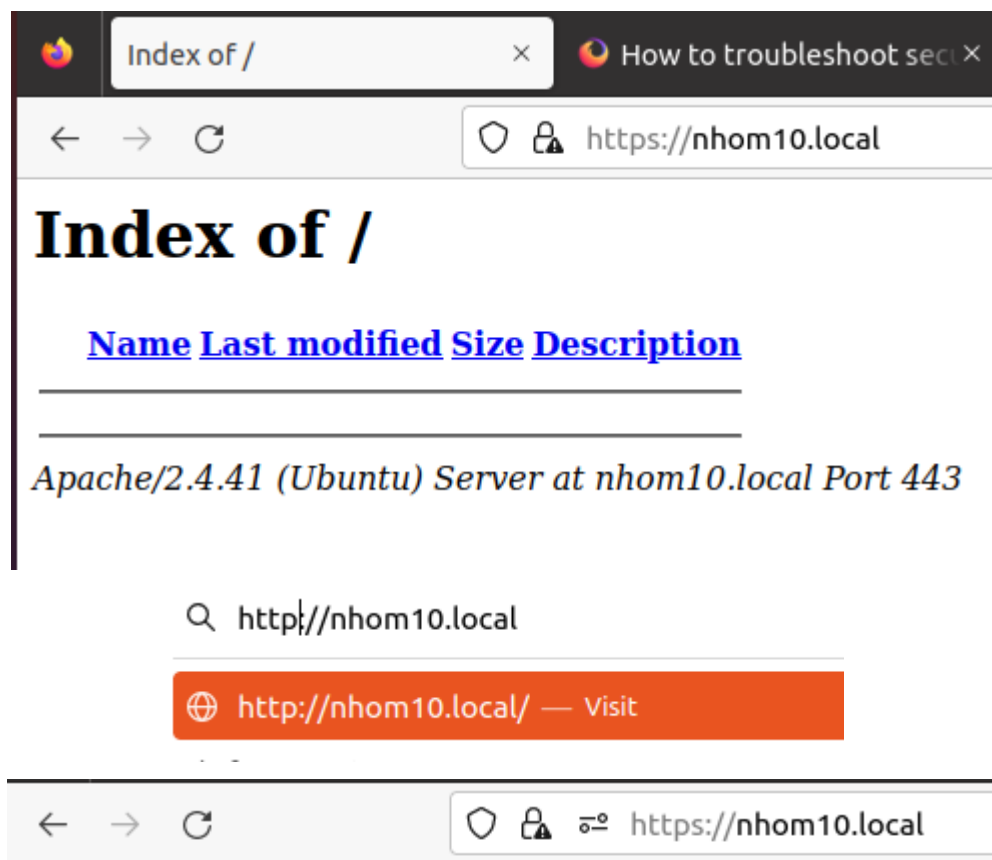 Index of /
How to troubleshoot sec
https://nhom10.local
Index of /
Name Last modified Size Description
Apache/2.4.41 (Ubuntu) Server at nhom10.local Port 443
http://nhom10.local
http://nhom10.local/ — Visit
https://nhom10.local